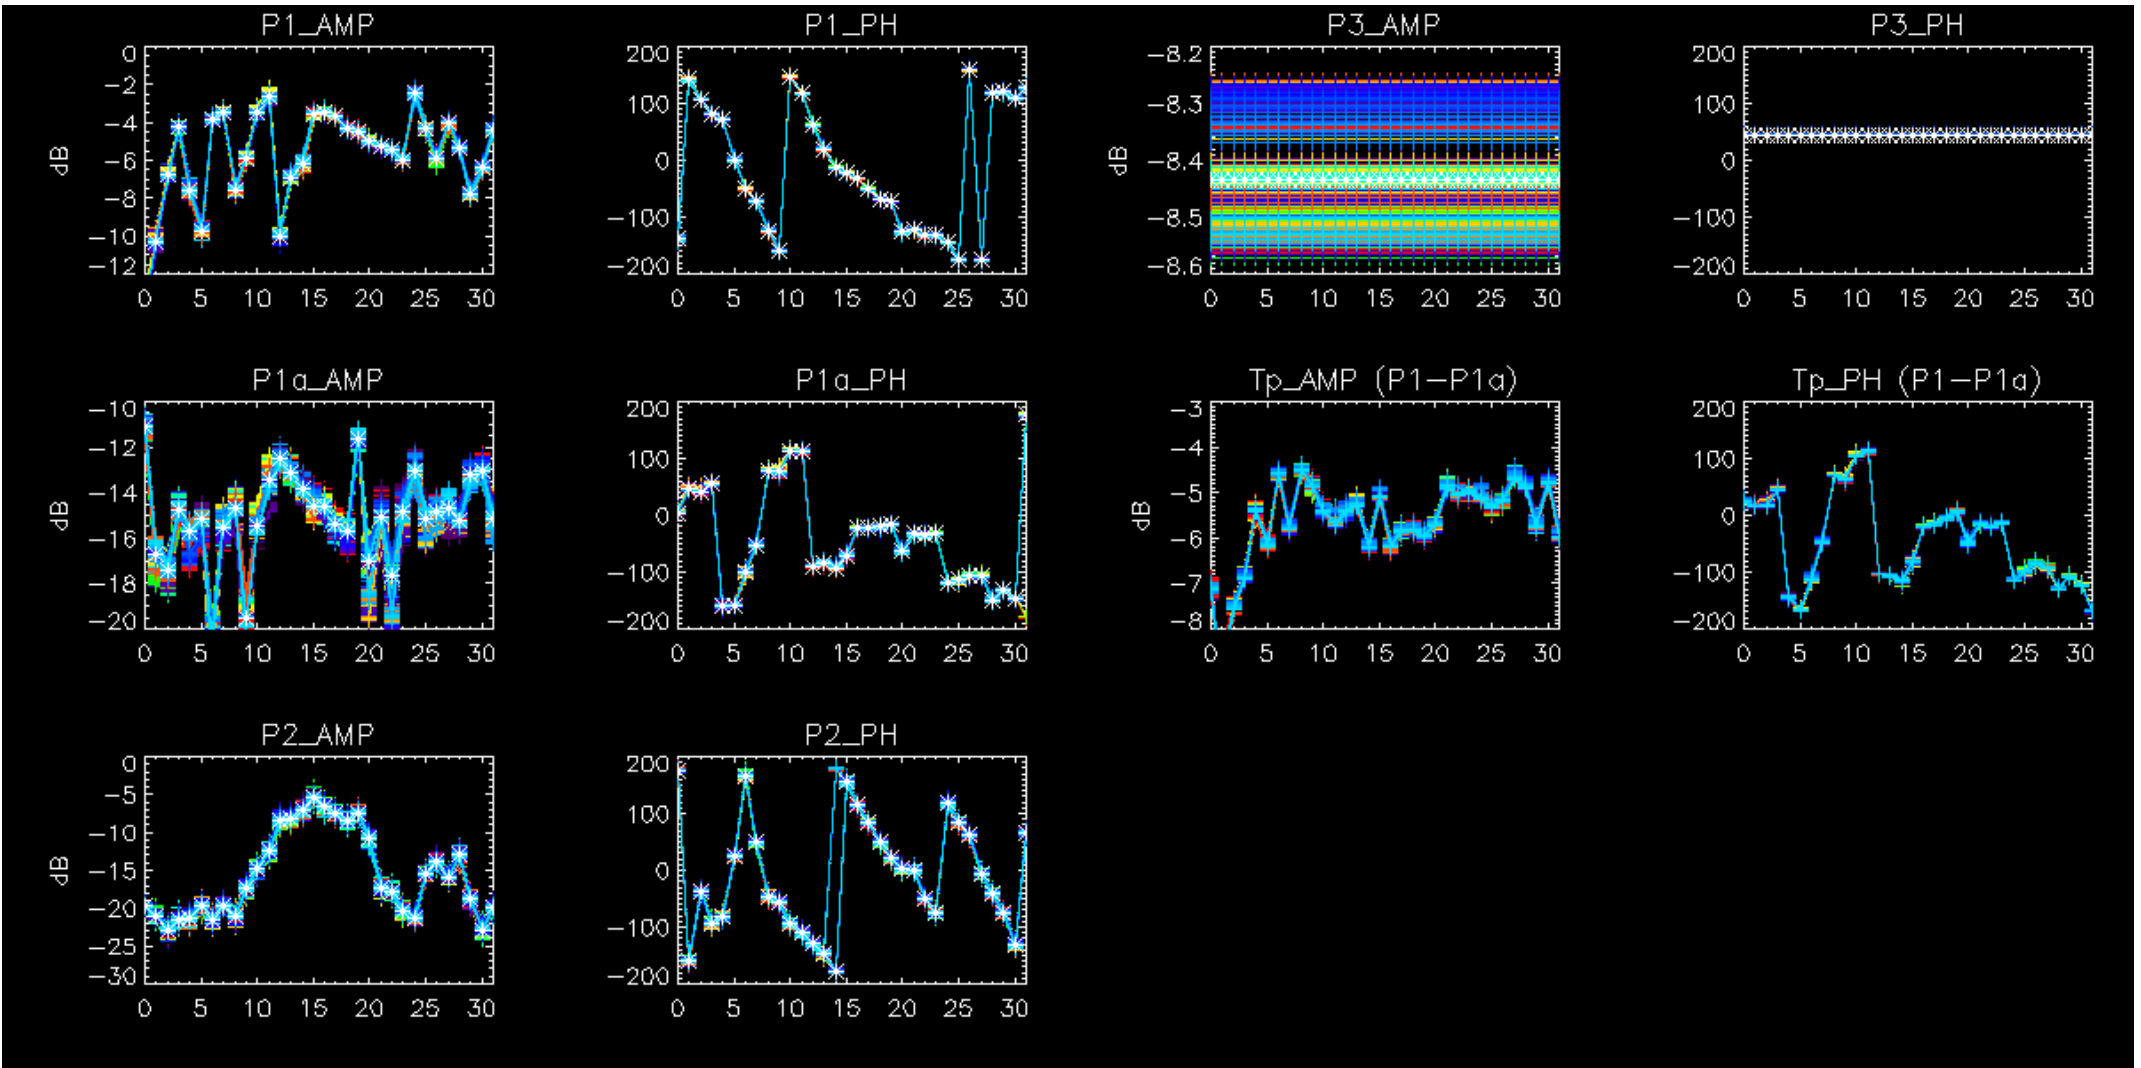 P1_AMP
0
−2
−4
−6
−8
−10
−12
dB
0 5 10 15 20 25 30
P1_PH
200
100
0
−100
−200
0 5 10 15 20 25 30
P3_AMP
−8.2
−8.3
−8.4
−8.5
−8.6
dB
0 5 10 15 20 25 30
P3_PH
200
100
0
−100
−200
0 5 10 15 20 25 30
P1a_AMP
−10
−12
−14
−16
−18
−20
dB
0 5 10 15 20 25 30
P1a_PH
200
100
0
−100
−200
0 5 10 15 20 25 30
Tp_AMP (P1−P1a)
−3
−4
−5
−6
−7
−8
dB
0 5 10 15 20 25 30
Tp_PH (P1−P1a)
200
100
0
−100
−200
0 5 10 15 20 25 30
P2_AMP
0
−5
−10
−15
−20
−25
−30
dB
0 5 10 15 20 25 30
P2_PH
200
100
0
−100
−200
0 5 10 15 20 25 30